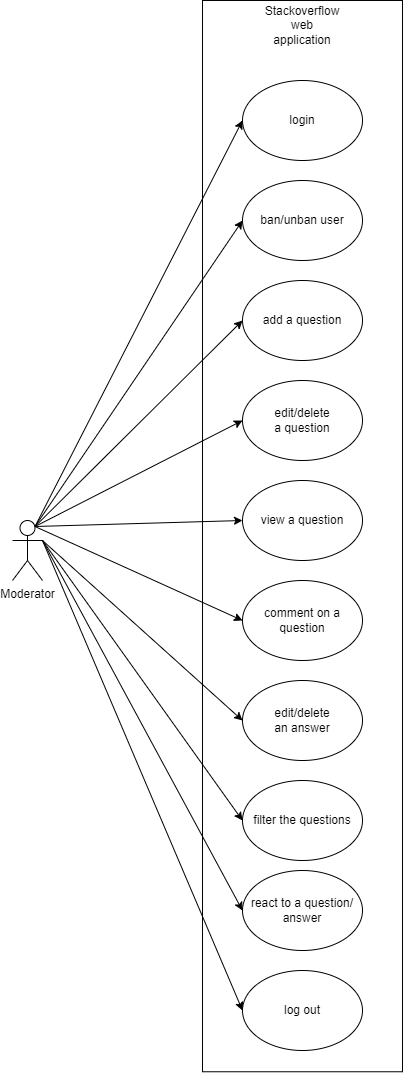 Stackoverflow
web
application
login
ban/unban user
add a question
edit/delete
a question
view a question
Moderator
comment on a
question
edit/delete
an answer
filter the questions
react to a question/
answer
log out